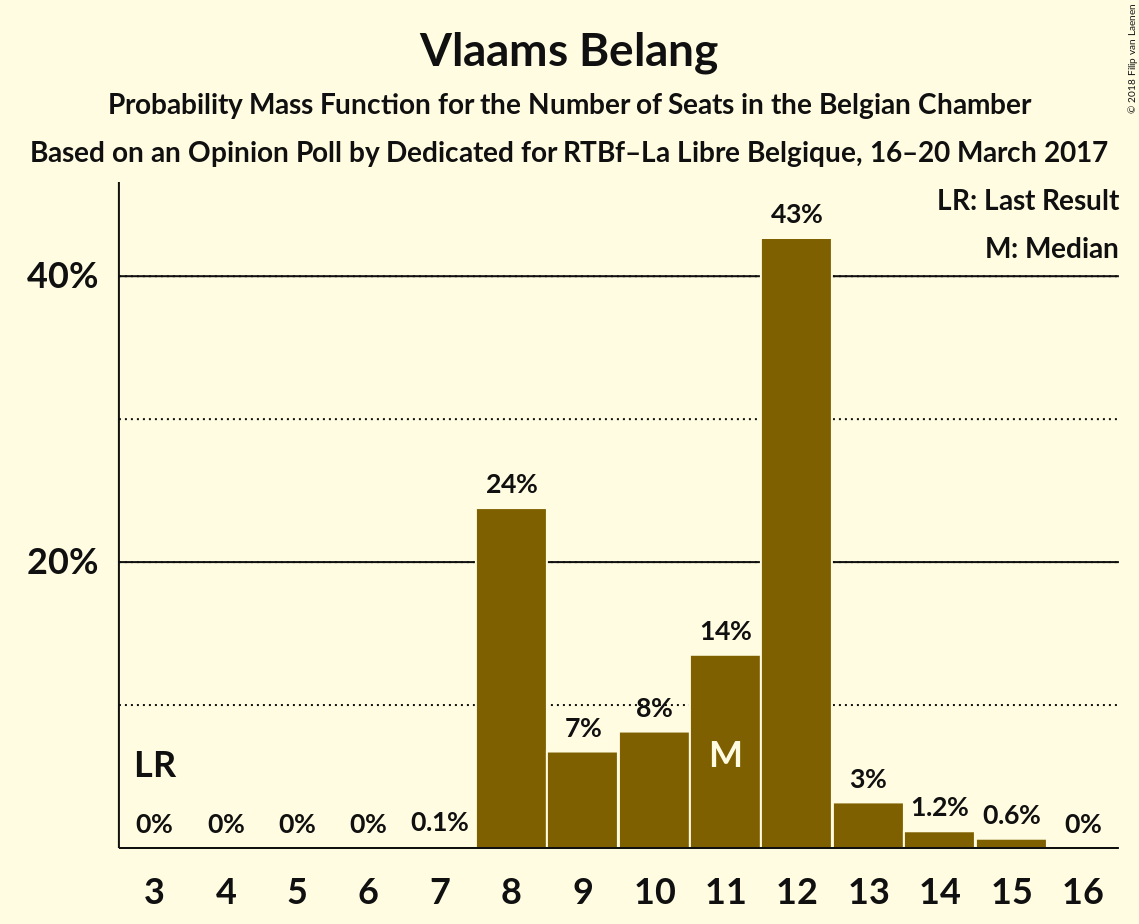 Vlaams Belang
Probability Mass Function for the Number of Seats in the Belgian Chamber
Based on an Opinion Poll by Dedicated for RTBf–La Libre Belgique, 16–20 March 2017
© 2018 Filip van Laenen
LR: Last Result
M: Median
43%
40%
24%
20%
14%
8%
7%
M
LR
3%
1.2%
0.6%
0% 0% 0% 0% 0.1% 0%
3 4 5 6 7 8 9 10 11 12 13 14 15 16